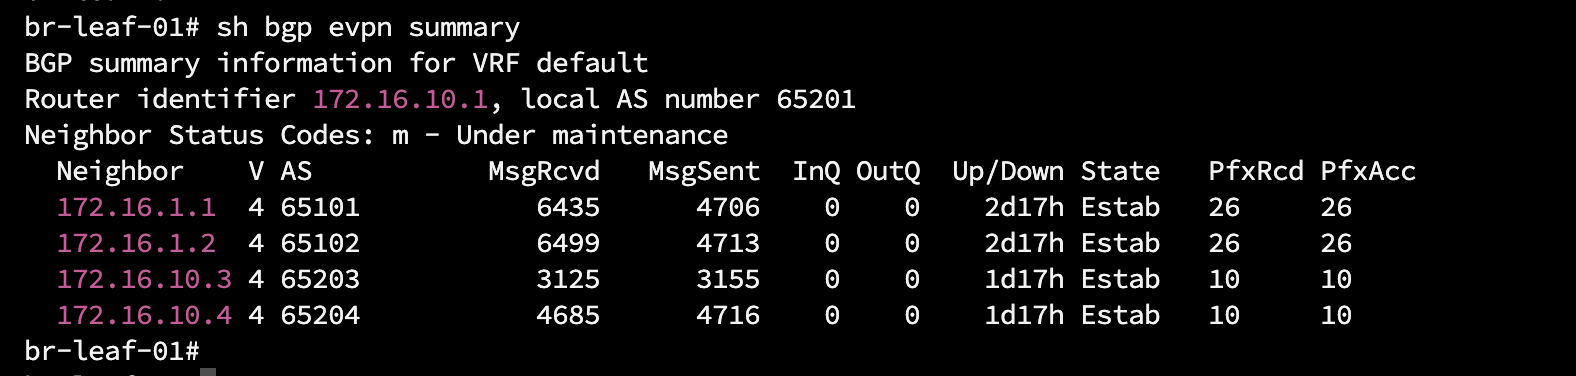 br-leaf-01# sh bgp evpn summary
BGP summary information for VRF default
Router identifier 172.16.10.1, local AS number 65201
Neighbor Status Codes: m - Under maintenance
  Neighbor    V AS           MsgRcvd   MsgSent  InQ OutQ  Up/Down State   PfxRcd PfxAcc
  172.16.1.1  4 65101           6435      4706    0    0    2d17h Estab   26     26
  172.16.1.2  4 65102           6499      4713    0    0    2d17h Estab   26     26
  172.16.10.3 4 65203           3125      3155    0    0    1d17h Estab   10     10
  172.16.10.4 4 65204           4685      4716    0    0    1d17h Estab   10     10
br-leaf-01#